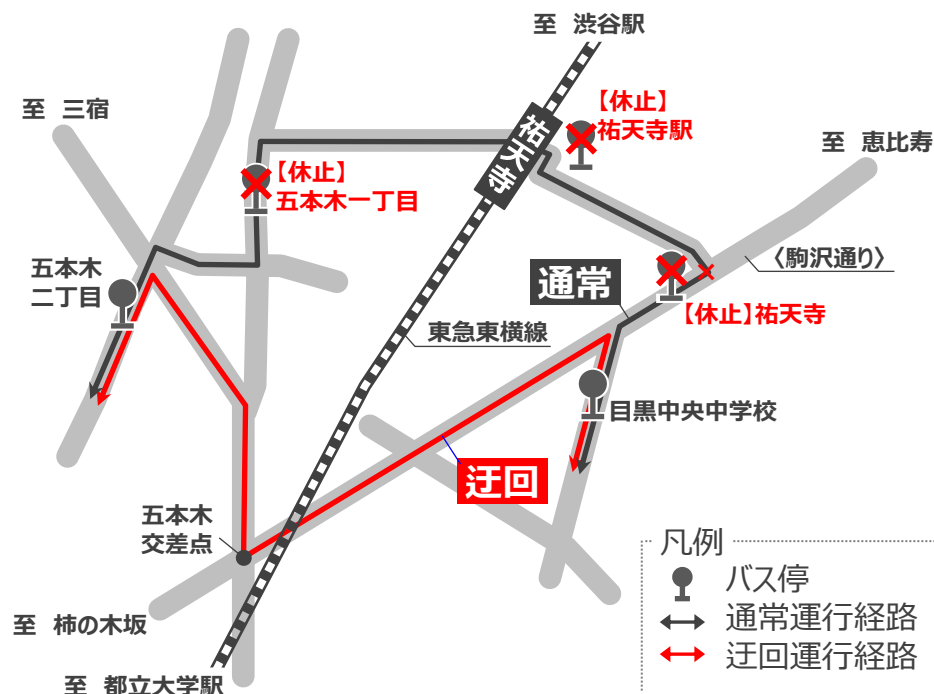 至 渋谷駅
【休止】
祐天寺駅
至 三宿
祐天寺
至 恵比寿
【休止】
五本木一丁目
〈駒沢通り〉
五本木
二丁目
通常
【休止】祐天寺
東急東横線
目黒中央中学校
迂回
五本木
交差点
凡例
バス停
通常運行経路
迂回運行経路
至 柿の木坂
至 都立大学駅